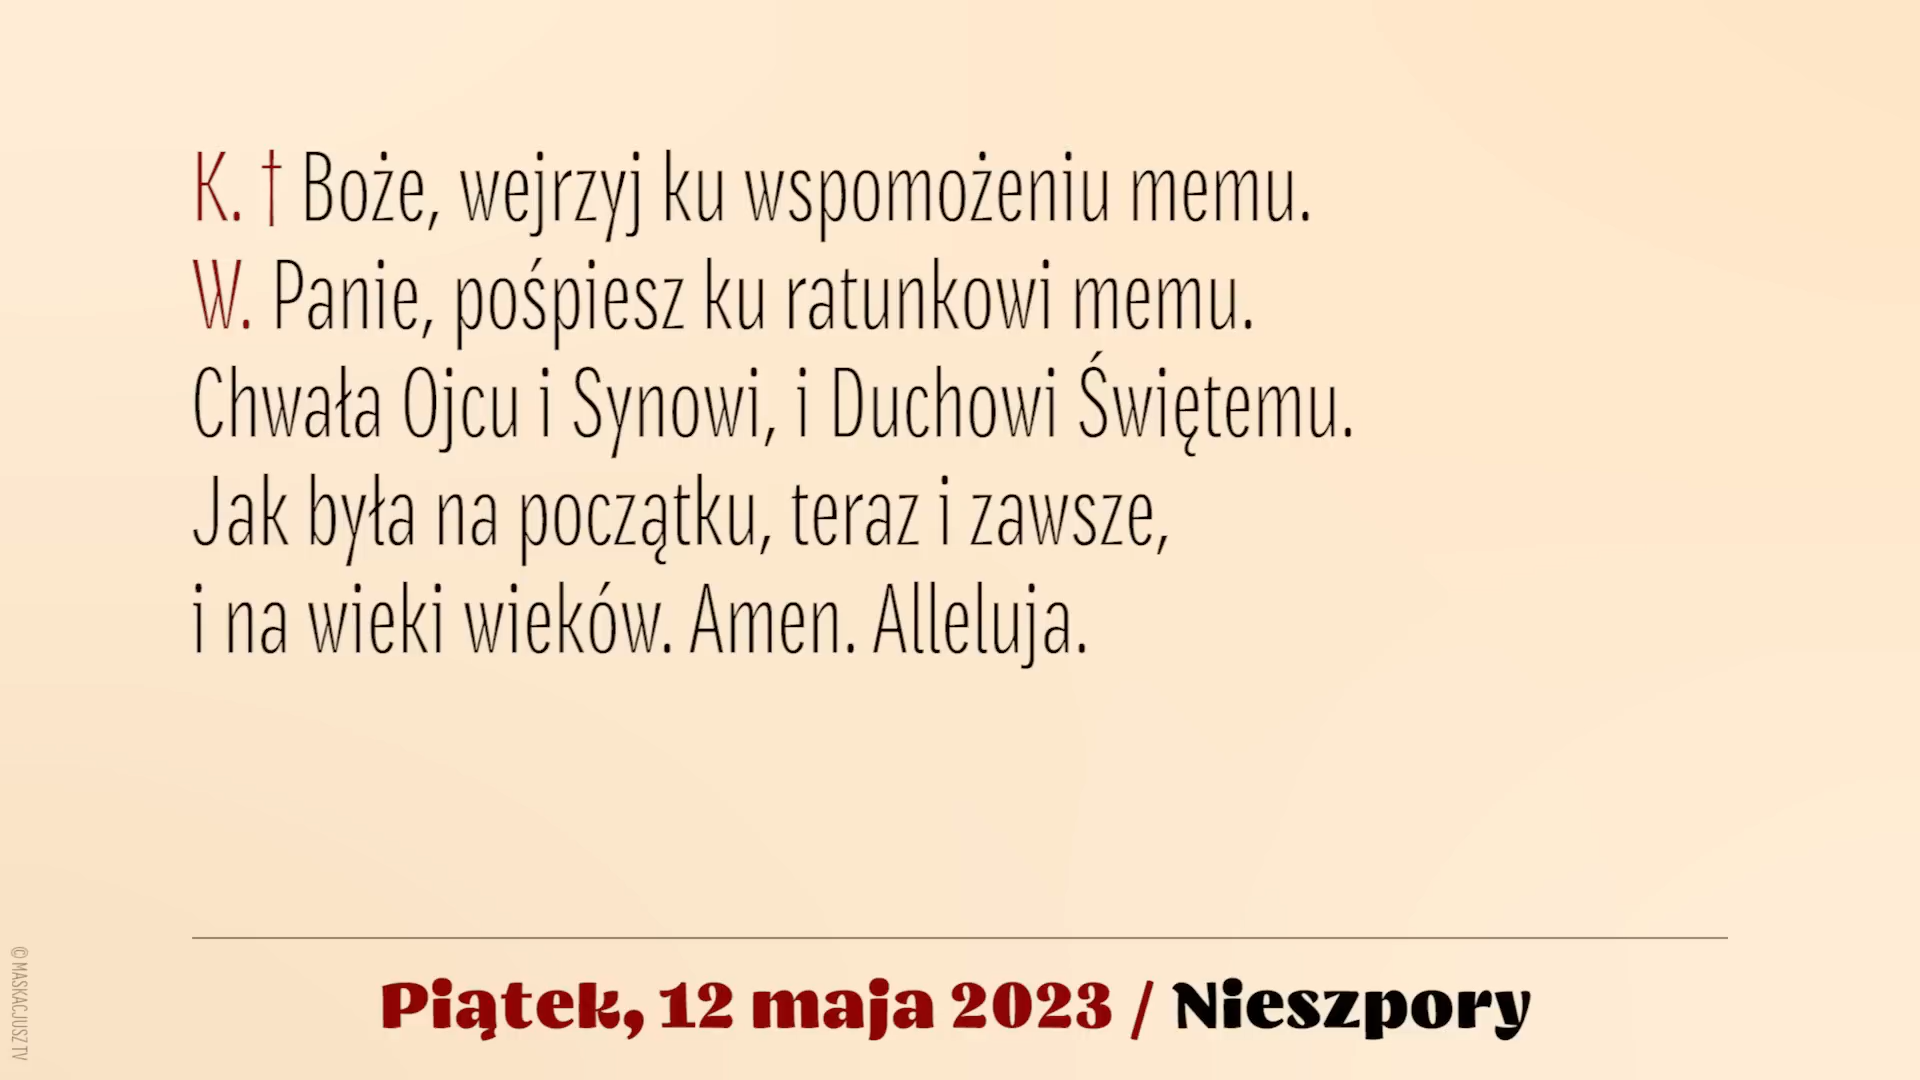 K. † Boże, wejrzyj ku wspomożeniu memu.
W. Panie, pośpiesz ku ratunkowi memu.
Chwała Ojcu i Synowi, i Duchowi Świętemu.
Jak była na początku, teraz i zawsze,
i na wieki wieków. Amen. Alleluja.
Piątek, 12 maja 2023 / Nieszpory
© MASKACJUSZ TV